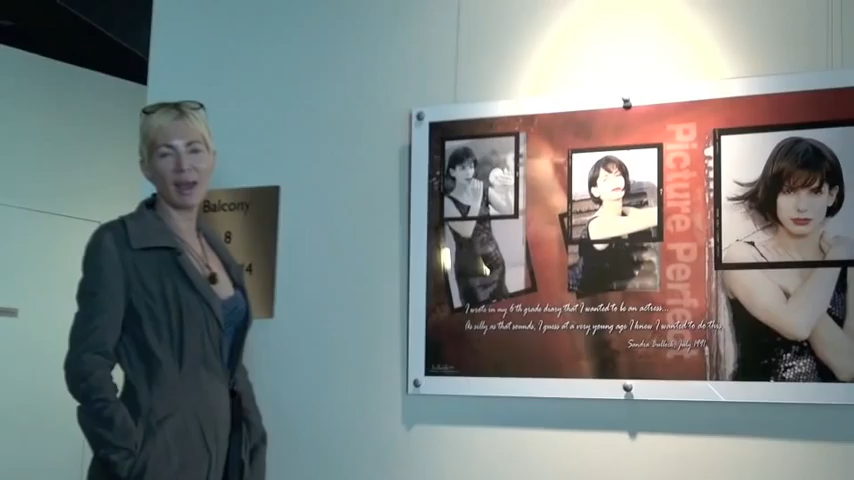 Balcony
8
14
Picture Perfect
I wrote in my 6th grade diary that I wanted to be an actress...
As silly as that sounds, I guess at a very young age I knew I wanted to do this.
Sandra Bullock, July 1991